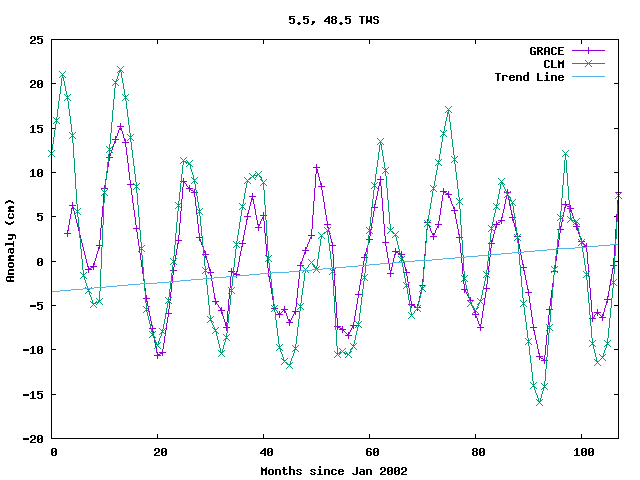 5.5, 48.5 TWS
GRACE
CLM
Trend Line
Anomaly (cm)
25
20
15
10
5
0
-5
-10
-15
-20
0 20 40 60 80 100
Months since Jan 2002